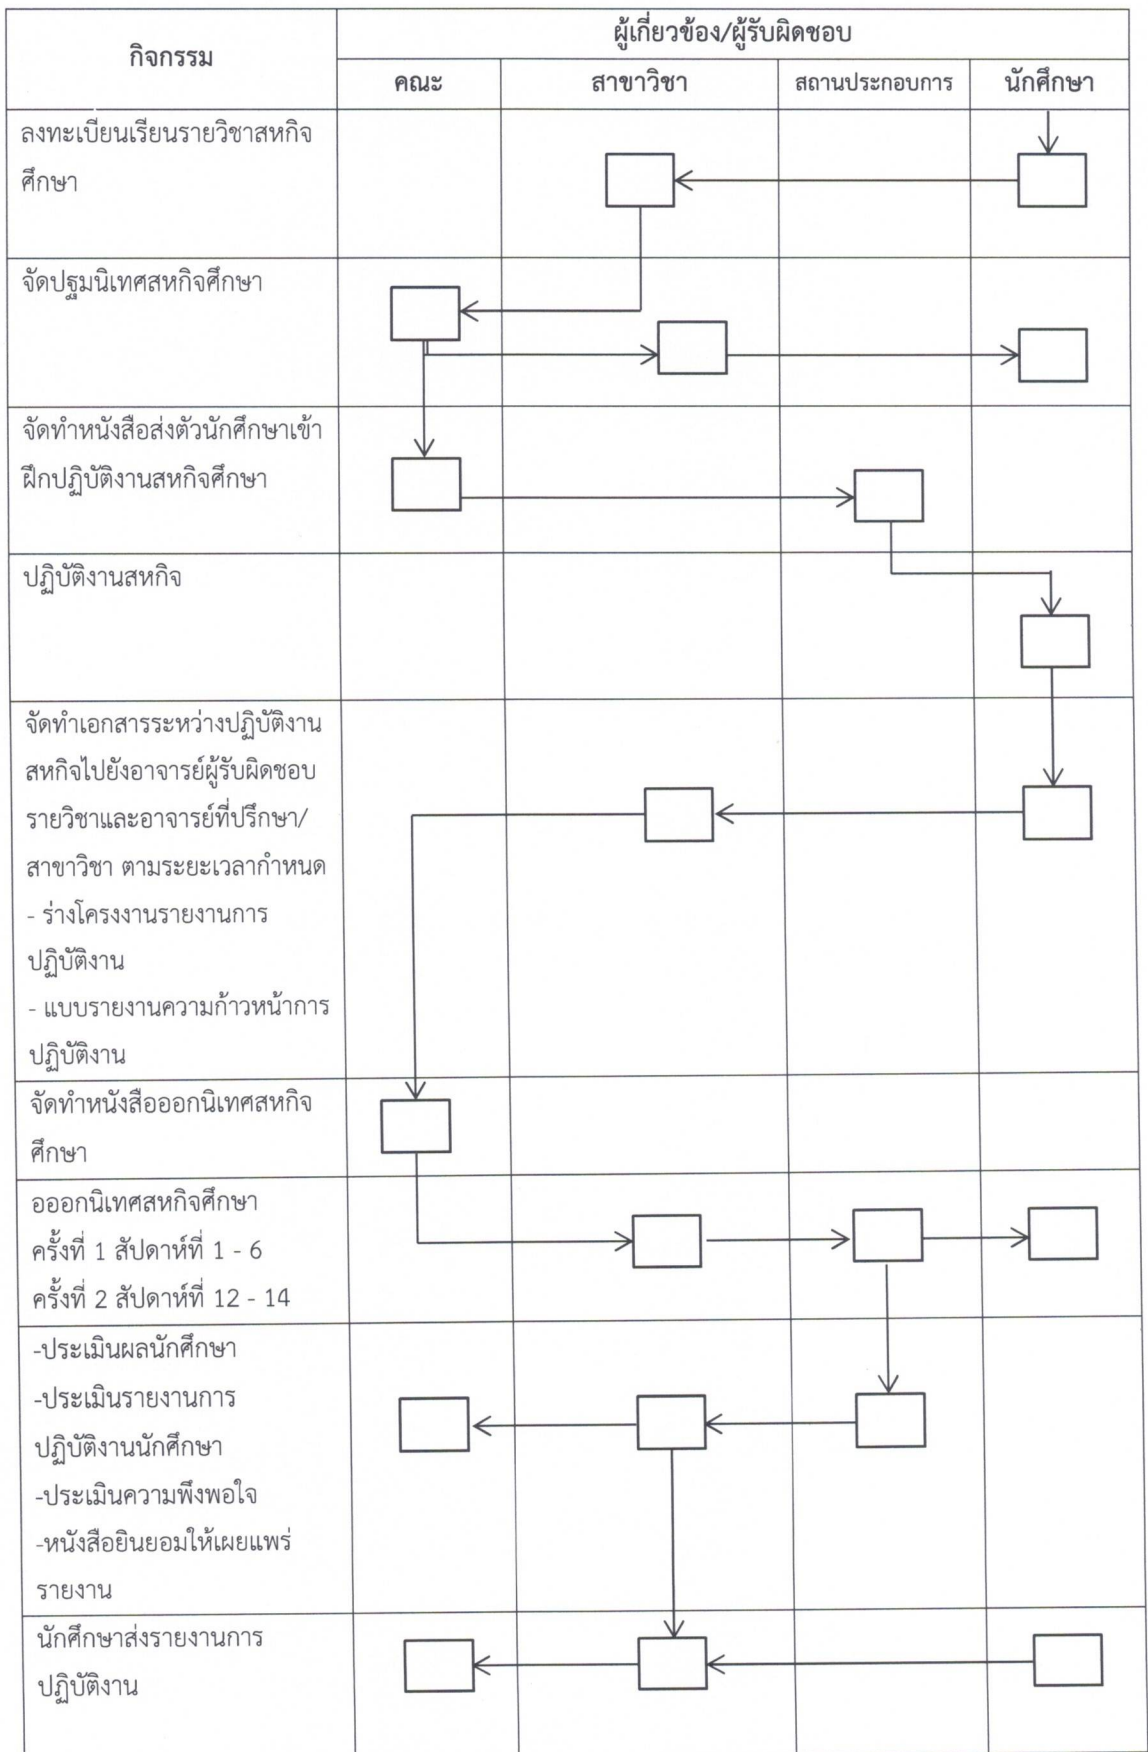 กิจกรรม
ผู้เกี่ยวข้อง/ผู้รับผิดชอบ
คณะ
สาขาวิชา
สถานประกอบการ
นักศึกษา
ลงทะเบียนเรียนรายวิชาสหกิจ
ศึกษา
จัดปฐมนิเทศสหกิจศึกษา
จัดทำหนังสือส่งตัวนักศึกษาเข้า
ฝึกปฏิบัติงานสหกิจศึกษา
ปฏิบัติงานสหกิจ
จัดทำเอกสารระหว่างปฏิบัติงาน
สหกิจไปยังอาจารย์ผู้รับผิดชอบ
รายวิชาและอาจารย์ที่ปรึกษา/
สาขาวิชา ตามระยะเวลากำหนด
- ร่างโครงงานรายงานการ
ปฏิบัติงาน
- แบบรายงานความก้าวหน้าการ
ปฏิบัติงาน
จัดทำหนังสือออกนิเทศสหกิจ
ศึกษา
อออกนิเทศสหกิจศึกษา
ครั้งที่ 1 สัปดาห์ที่ 1 - 6
ครั้งที่ 2 สัปดาห์ที่ 12 - 14
-ประเมินผลนักศึกษา
-ประเมินรายงานการ
ปฏิบัติงานนักศึกษา
-ประเมินความพึงพอใจ
-หนังสือยินยอมให้เผยแพร่
รายงาน
นักศึกษาส่งรายงานการ
ปฏิบัติงาน